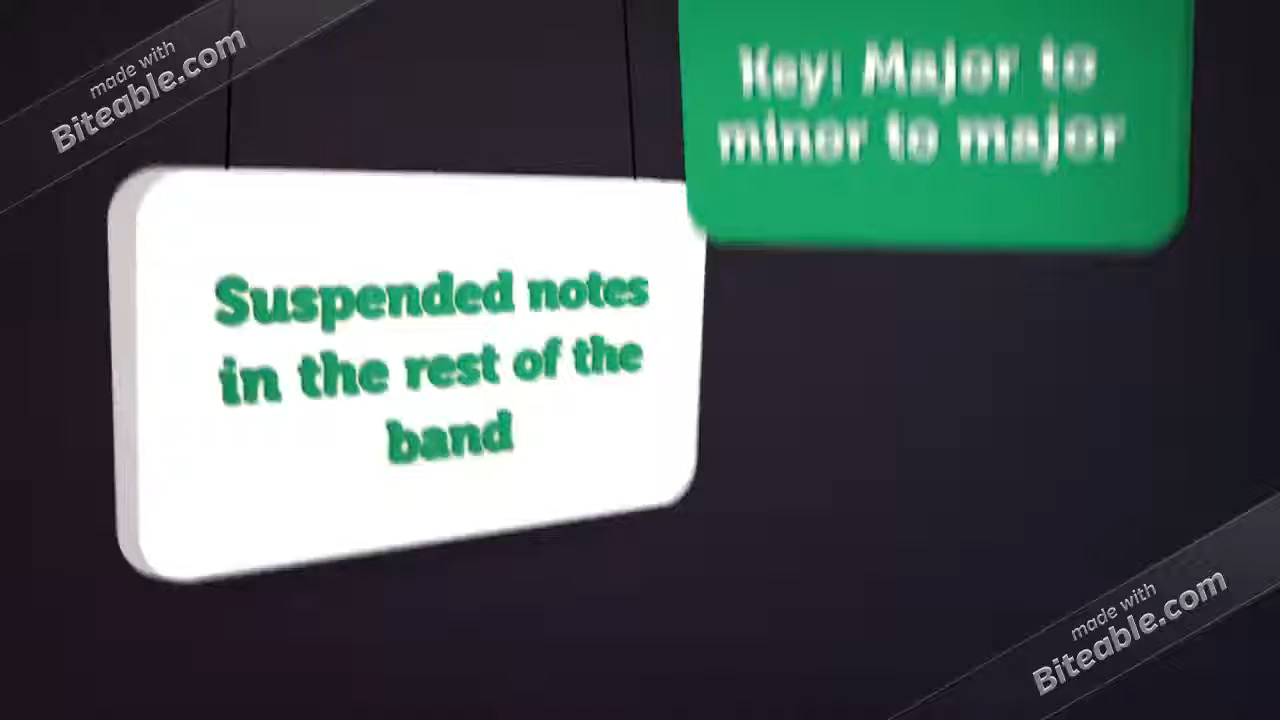 made with
Biteable.com
Key: Major to
minor to major
Suspended notes
in the rest of the
band
made with
Biteable.com